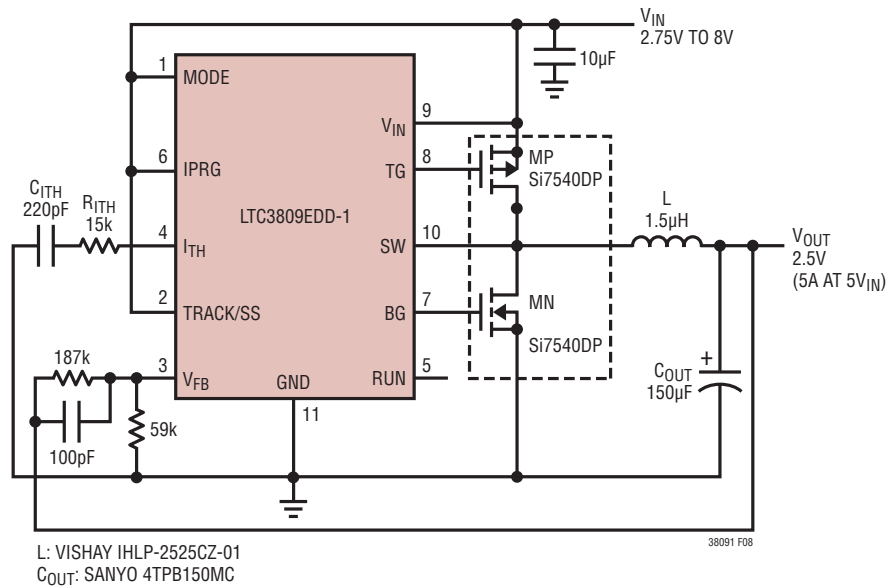 VIN
2.75V TO 8V
10µF
1
MODE
9
VIN
6
IPRG
8
TG
MP
Si7540DP
CITH
220pF
RITH
15k
LTC3809EDD-1
L
1.5µH
4
ITH
10
SW
VOUT
2.5V
(5A AT 5VIN)
2
TRACK/SS
7
BG
MN
Si7540DP
187k
3
VFB
GND
RUN
5
COUT
150µF
+
11
59k
100pF
38091 F08
L: VISHAY IHLP-2525CZ-01
COUT: SANYO 4TPB150MC